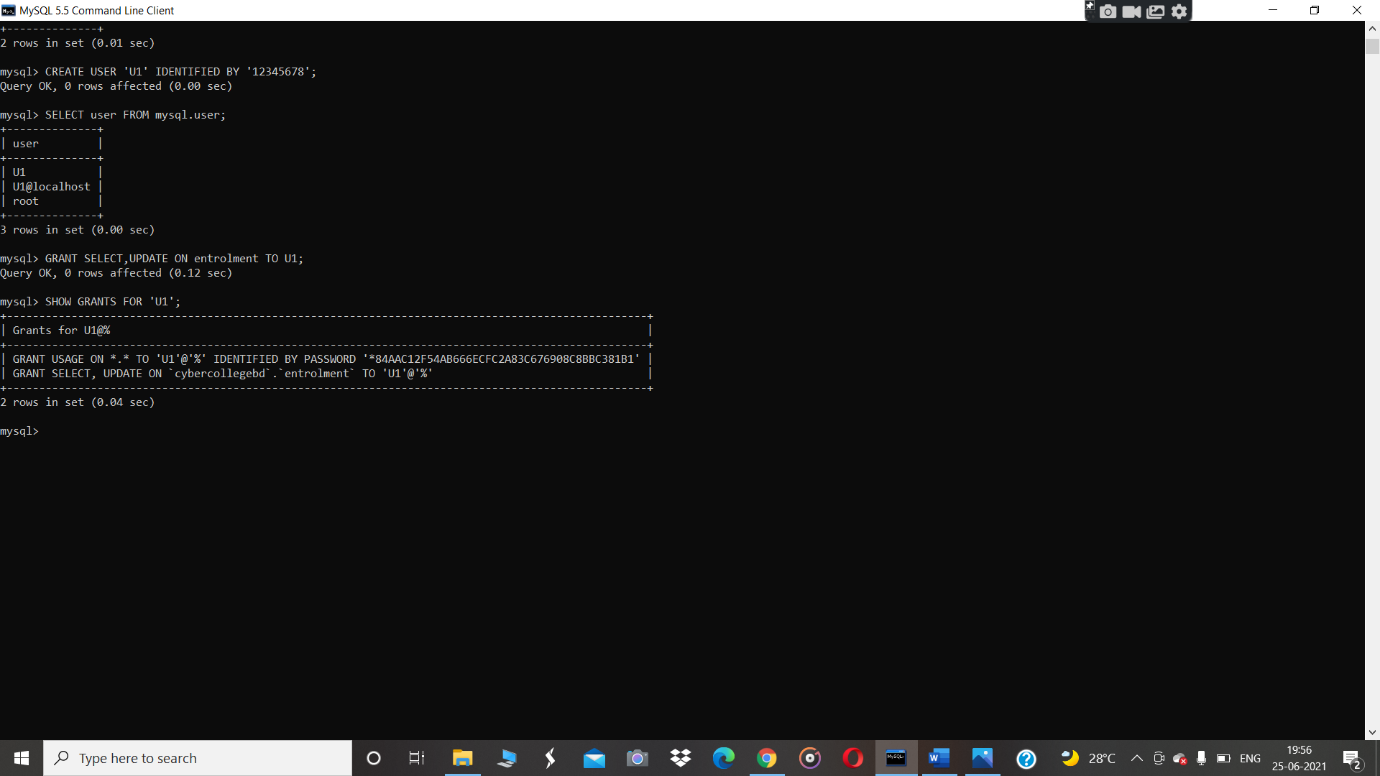 MySQL 5.5 Command Line Client
+--------------+
2 rows in set (0.01 sec)
mysql> CREATE USER 'U1' IDENTIFIED BY '12345678';
Query OK, 0 rows affected (0.00 sec)
mysql> SELECT user FROM mysql.user;
+--------------+
| user         |
+--------------+
| U1           |
| U1@localhost |
| root         |
+--------------+
3 rows in set (0.00 sec)
mysql> GRANT SELECT,UPDATE ON entrolment TO U1;
Query OK, 0 rows affected (0.12 sec)
mysql> SHOW GRANTS FOR 'U1';
+---------------------------------------------------------------------------------------------------+
| Grants for U1@%                                                                                   |
+---------------------------------------------------------------------------------------------------+
| GRANT USAGE ON *.* TO 'U1'@'%' IDENTIFIED BY PASSWORD '*84AAC12F54AB666ECFC2A83C676908C8BBC381B1' |
| GRANT SELECT, UPDATE ON `cybercollegebd`.`entrolment` TO 'U1'@'%'                                 |
+---------------------------------------------------------------------------------------------------+
2 rows in set (0.04 sec)
mysql>
Type here to search
28°C
ENG
19:56
25-06-2021
2